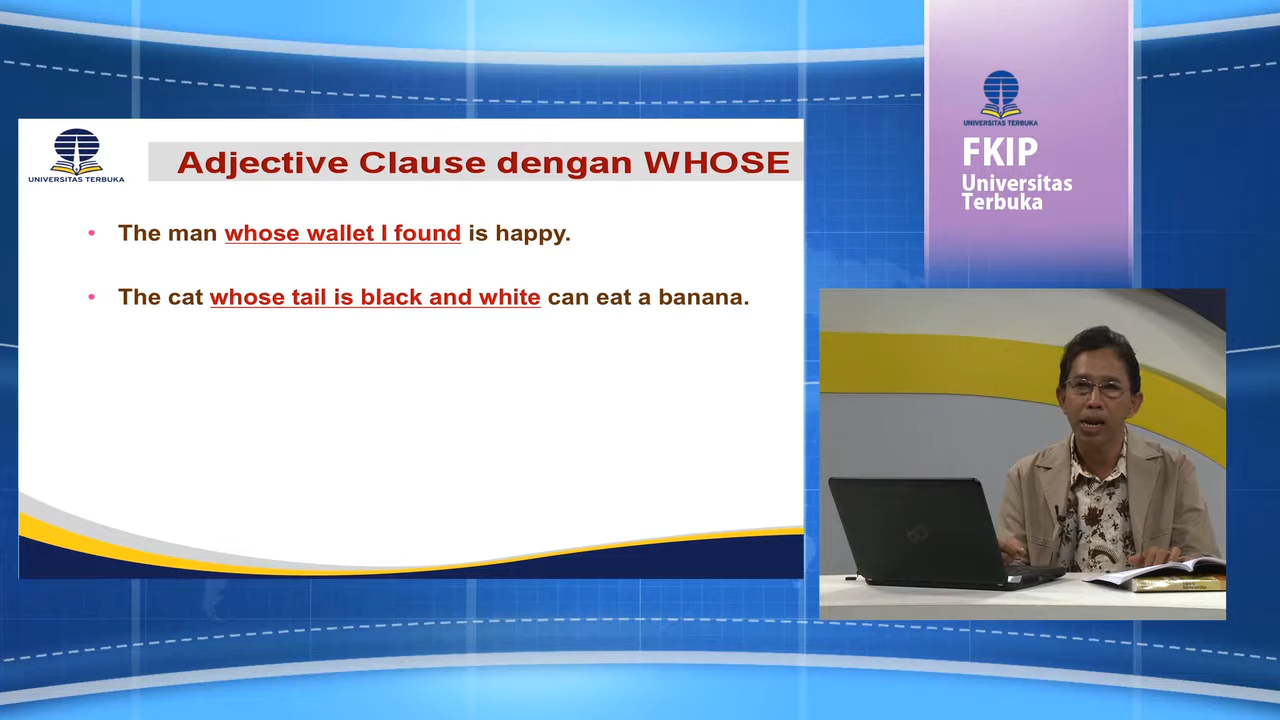 UNIVERSITAS TERBUKA
Adjective Clause dengan WHOSE
• The man whose wallet I found is happy.
• The cat whose tail is black and white can eat a banana.
UNIVERSITAS TERBUKA
FKIP
Universitas
Terbuka